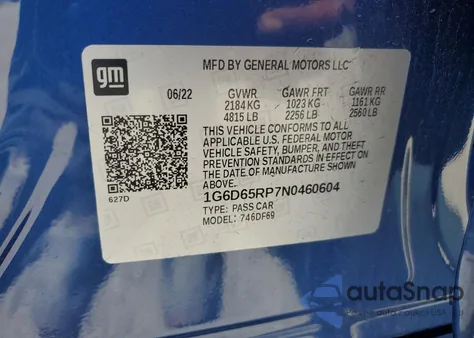 gm
MFD BY GENERAL MOTORS LLC
06/22 GVWR GAWR FRT GAWR RR
2184 KG 1023 KG 1161 KG
4815 LB 2256 LB 2560 LB
THIS VEHICLE CONFORMS TO ALL
APPLICABLE U.S. FEDERAL MOTOR
VEHICLE SAFETY, BUMPER, AND THEFT
PREVENTION STANDARDS IN EFFECT ON
THE DATE OF MANUFACTURE SHOWN ABOVE.
627D
1G6D65RP7N0460604
TYPE: PASS CAR
MODEL: 746DF69
autoSnap